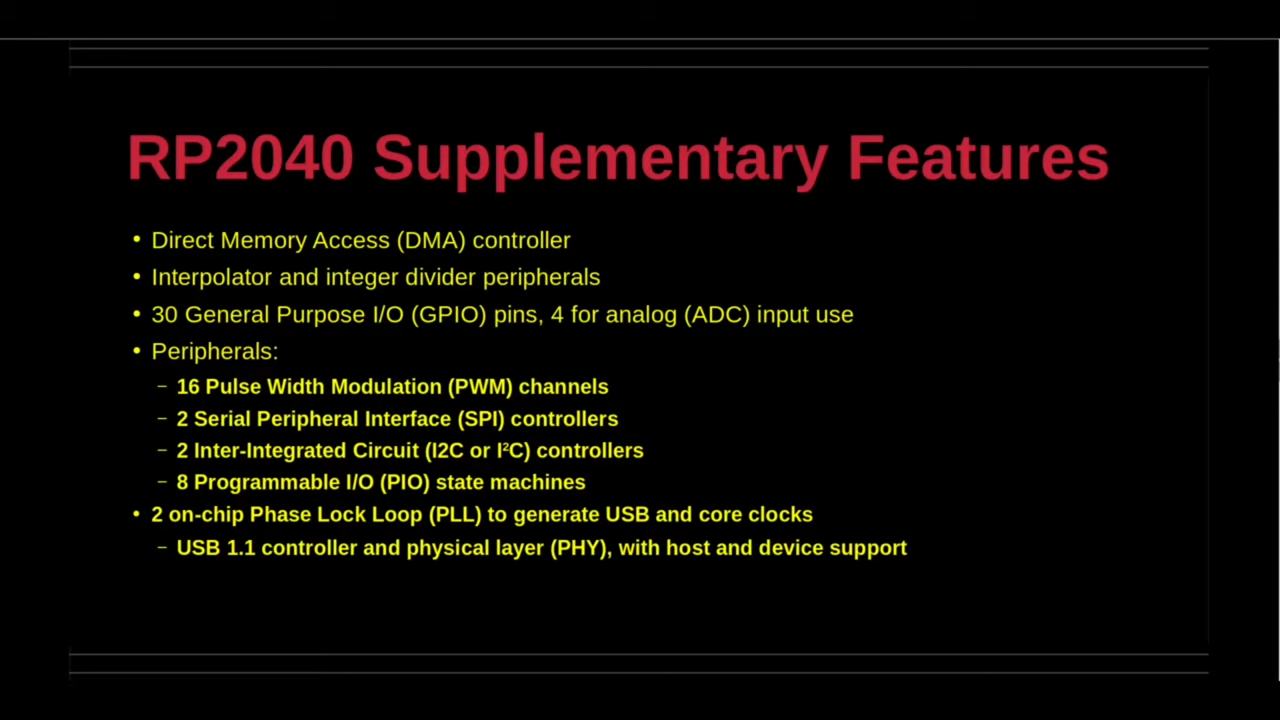 RP2040 Supplementary Features
• Direct Memory Access (DMA) controller
• Interpolator and integer divider peripherals
• 30 General Purpose I/O (GPIO) pins, 4 for analog (ADC) input use
• Peripherals:
– 16 Pulse Width Modulation (PWM) channels
– 2 Serial Peripheral Interface (SPI) controllers
– 2 Inter-Integrated Circuit (I2C or I²C) controllers
– 8 Programmable I/O (PIO) state machines
• 2 on-chip Phase Lock Loop (PLL) to generate USB and core clocks
– USB 1.1 controller and physical layer (PHY), with host and device support